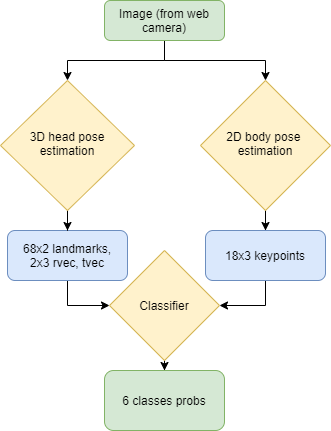 Image (from web
camera)
3D head pose
estimation
2D body pose
estimation
68x2 landmarks,
2x3 rvec, tvec
18x3 keypoints
Classifier
6 classes probs